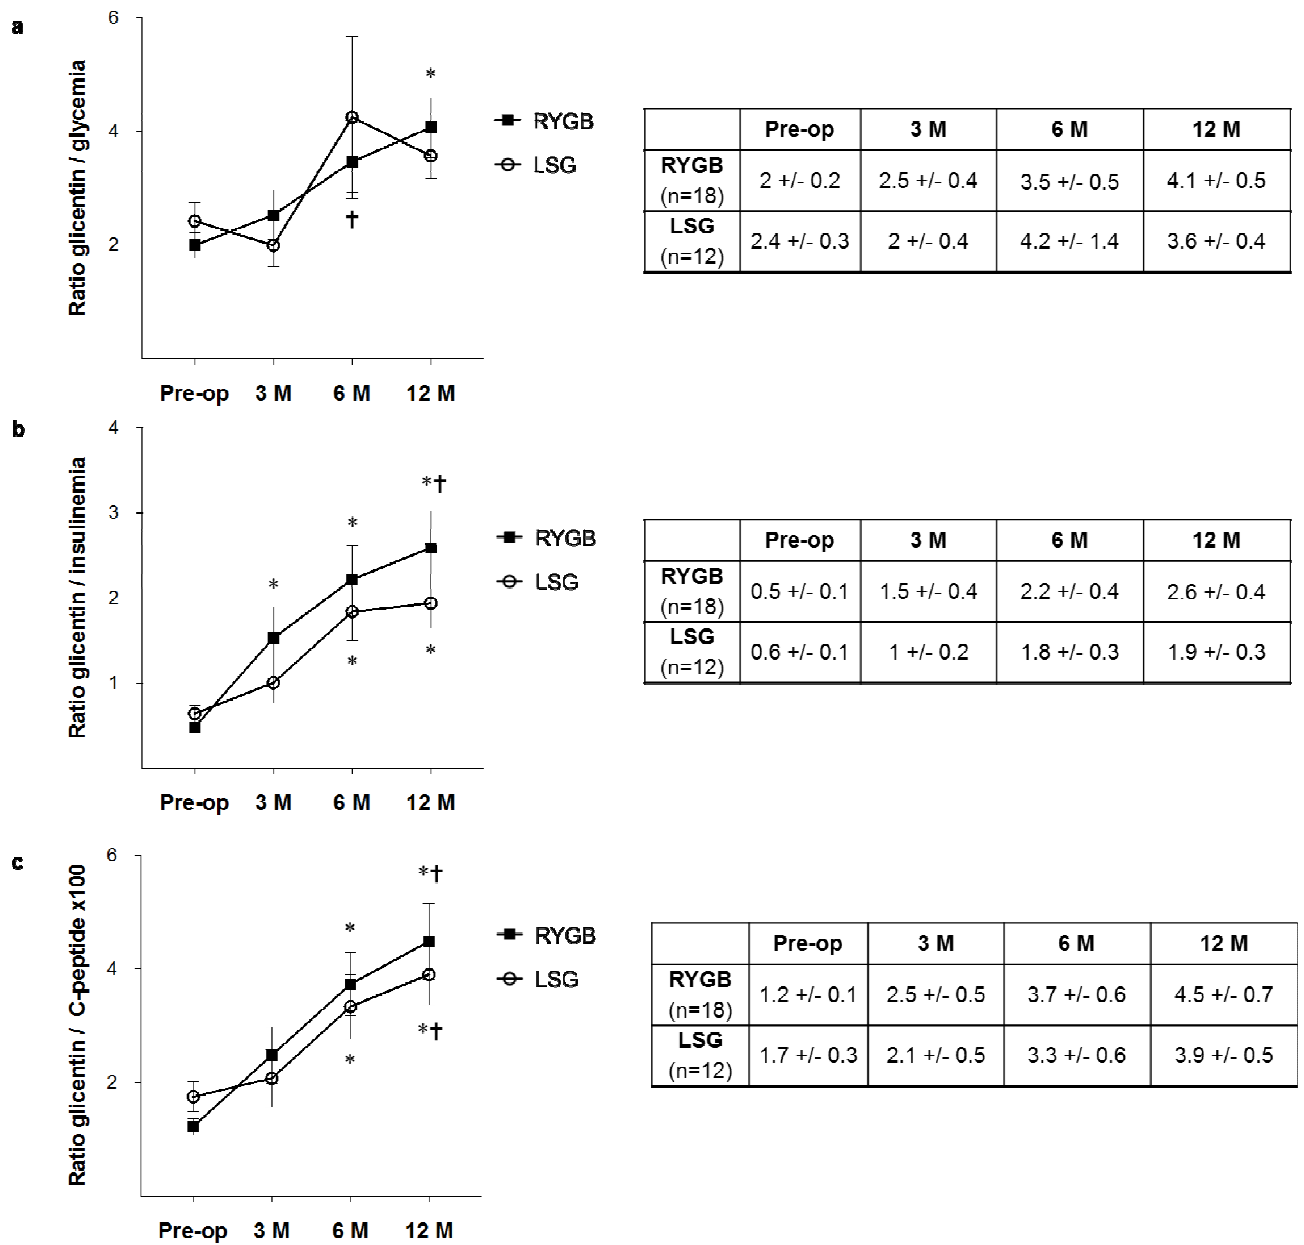 a
6
4
2
Ratio glicentin / glycemia
*
†
RYGB
LSG
Pre-op 3 M 6 M 12 M
Pre-op 3 M 6 M 12 M
RYGB
(n=18) 2 +/- 0.2 2.5 +/- 0.4 3.5 +/- 0.5 4.1 +/- 0.5
LSG
(n=12) 2.4 +/- 0.3 2 +/- 0.4 4.2 +/- 1.4 3.6 +/- 0.4
b
4
3
2
1
Ratio glicentin / insulinemia
*†
*
*
*
*
RYGB
LSG
Pre-op 3 M 6 M 12 M
Pre-op 3 M 6 M 12 M
RYGB
(n=18) 0.5 +/- 0.1 1.5 +/- 0.4 2.2 +/- 0.4 2.6 +/- 0.4
LSG
(n=12) 0.6 +/- 0.1 1 +/- 0.2 1.8 +/- 0.3 1.9 +/- 0.3
c
6
4
2
Ratio glicentin / C-peptide x100
*†
*
*†
*
RYGB
LSG
Pre-op 3 M 6 M 12 M
Pre-op 3 M 6 M 12 M
RYGB
(n=18) 1.2 +/- 0.1 2.5 +/- 0.5 3.7 +/- 0.6 4.5 +/- 0.7
LSG
(n=12) 1.7 +/- 0.3 2.1 +/- 0.5 3.3 +/- 0.6 3.9 +/- 0.5